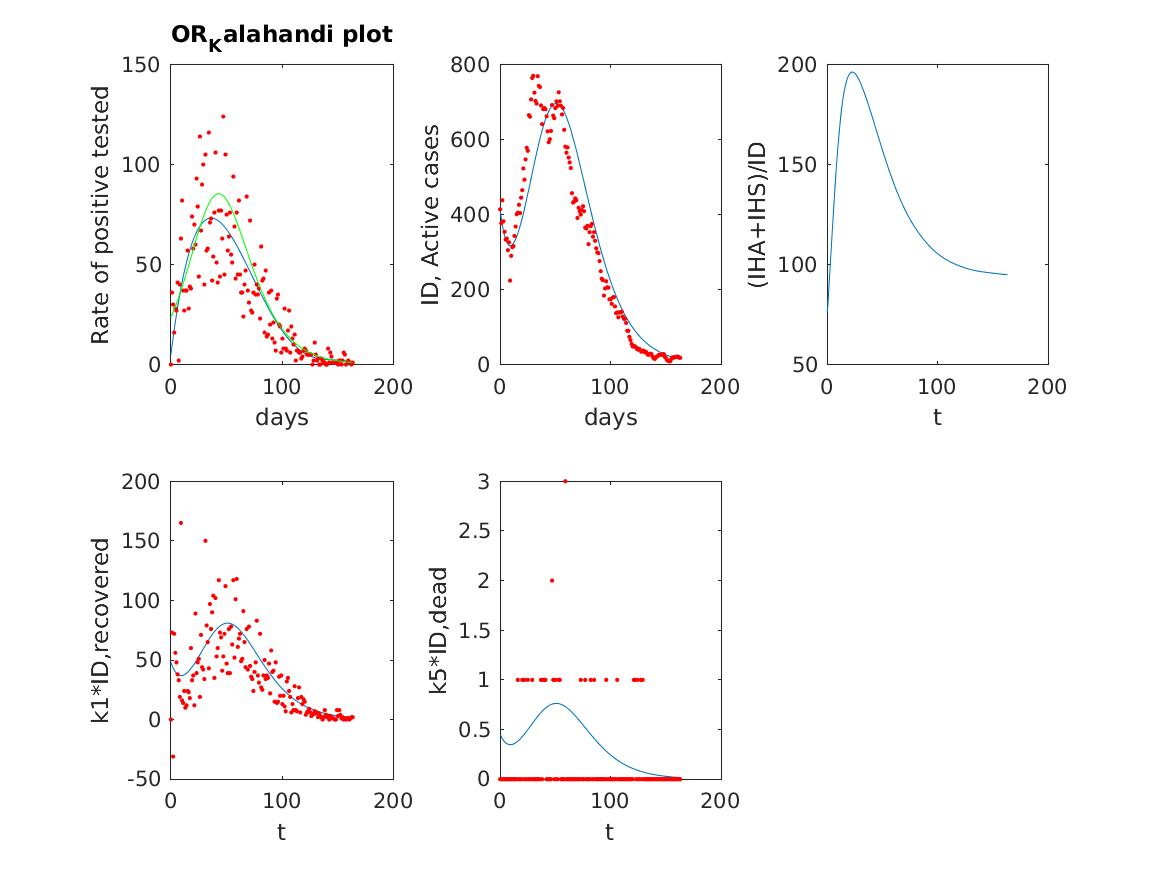 OR_Kalahandi plot
150
100
50
0
0 100 200
Rate of positive tested
days
800
600
400
200
0
0 100 200
ID, Active cases
days
200
150
100
50
0 100 200
(IHA+IHS)/ID
t
200
150
100
50
0
-50
0 100 200
k1*ID,recovered
t
3
2.5
2
1.5
1
0.5
0
0 100 200
k5*ID,dead
t